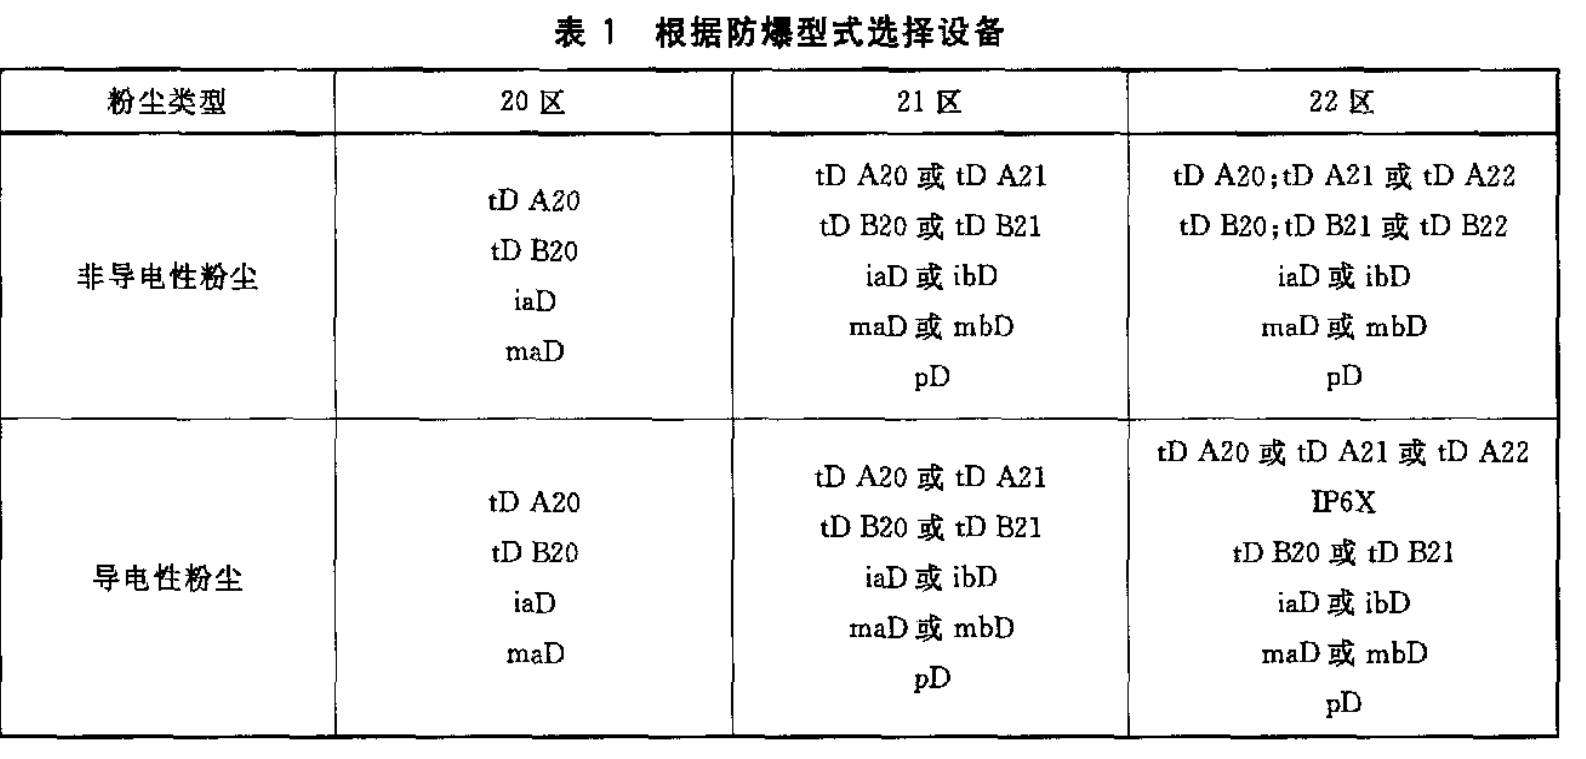 表 1 根据防爆型式选择设备
粉尘类型 20 区 21 区 22 区
非导电性粉尘
tD A20
tD B20
iaD
maD
tD A20 或 tD A21
tD B20 或 tD B21
iaD 或 ibD
maD 或 mbD
pD
tD A20;tD A21 或 tD A22
tD B20;tD B21 或 tD B22
iaD 或 ibD
maD 或 mbD
pD
导电性粉尘
tD A20
tD B20
iaD
maD
tD A20 或 tD A21
tD B20 或 tD B21
iaD 或 ibD
maD 或 mbD
pD
tD A20 或 tD A21 或 tD A22
IP6X
tD B20 或 tD B21
iaD 或 ibD
maD 或 mbD
pD